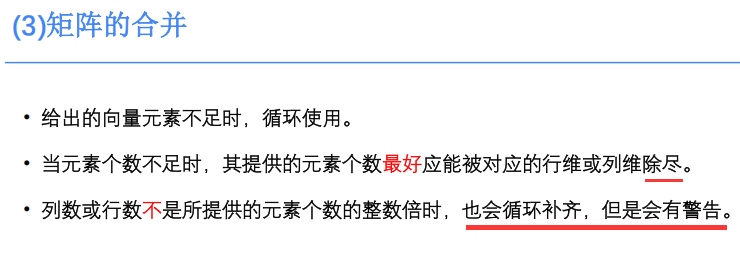 (3)矩阵的合并
• 给出的向量元素不足时，循环使用。
• 当元素个数不足时，其提供的元素个数最好应能被对应的行维或列维除尽。
• 列数或行数不是所提供的元素个数的整数倍时，也会循环补齐，但是会有警告。